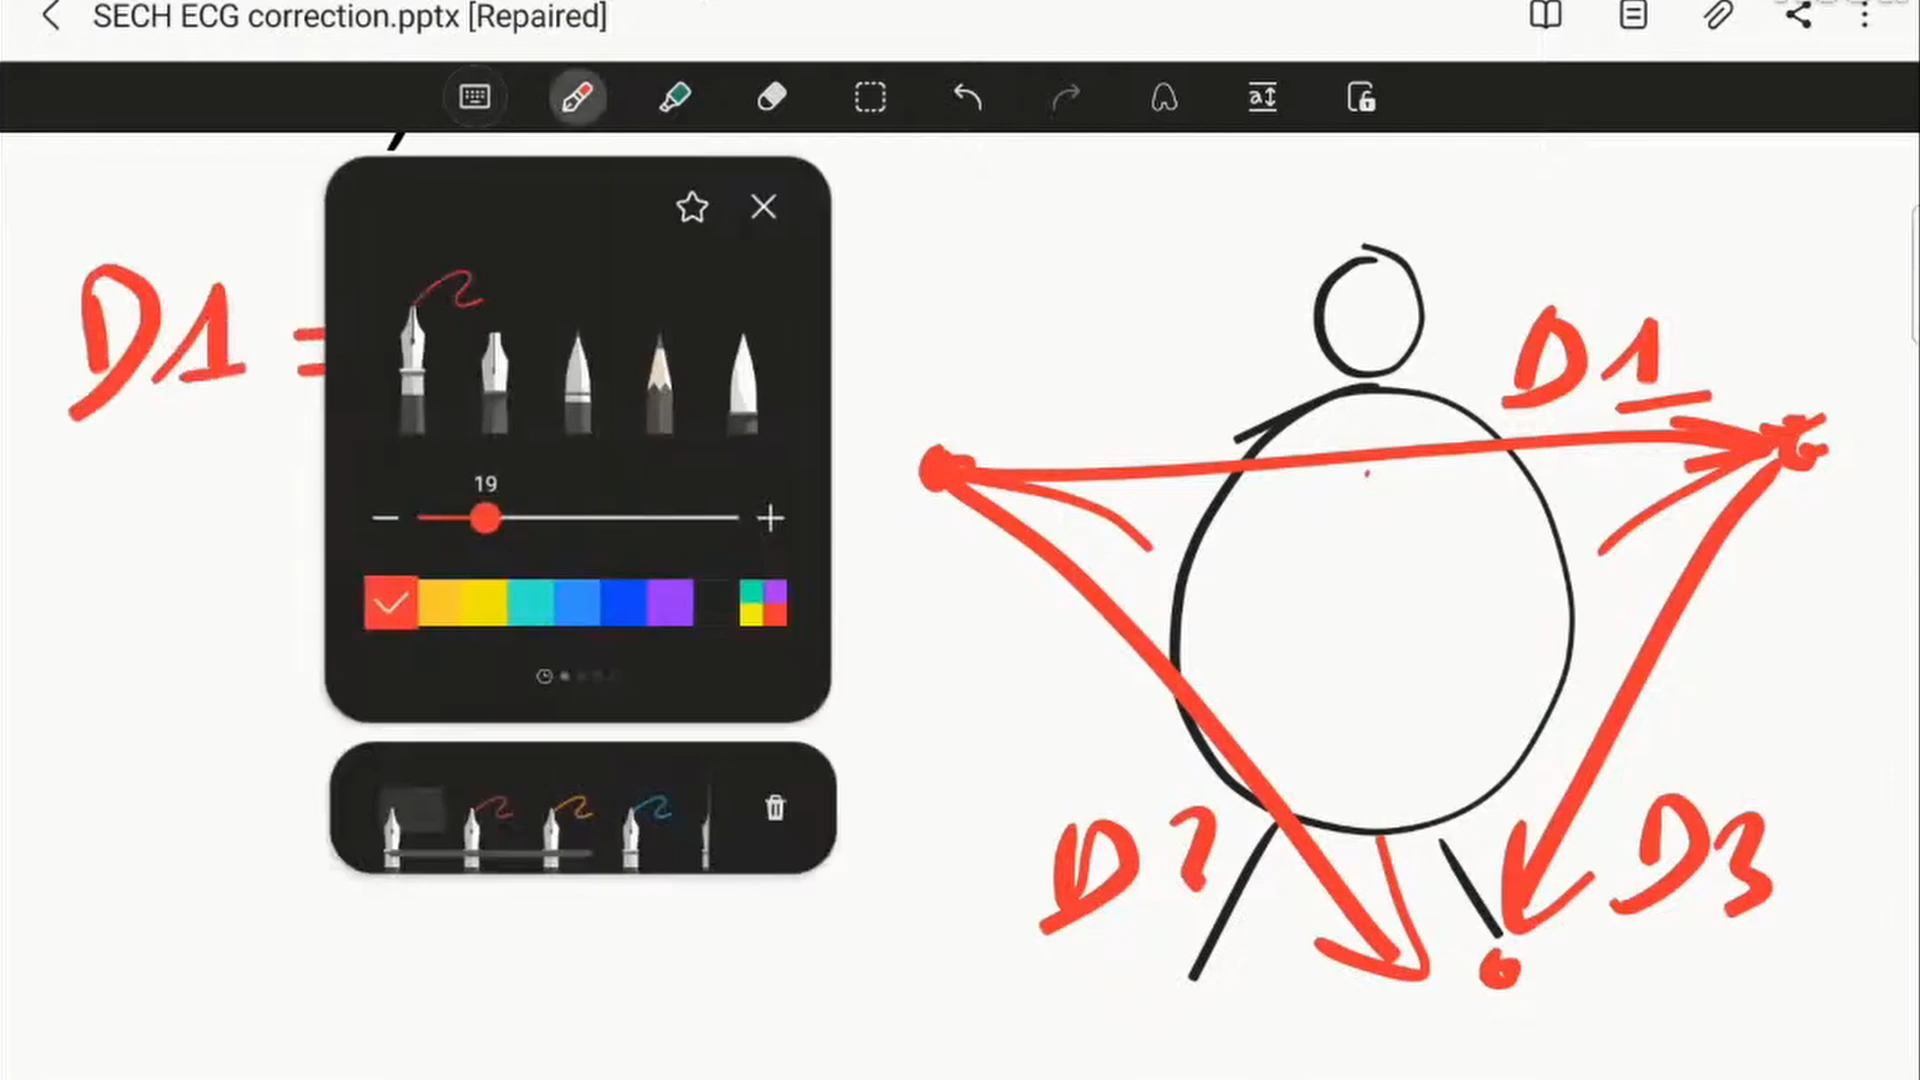 SECH ECG correction.pptx [Repaired]
D1 =
19
D1
D2
D3